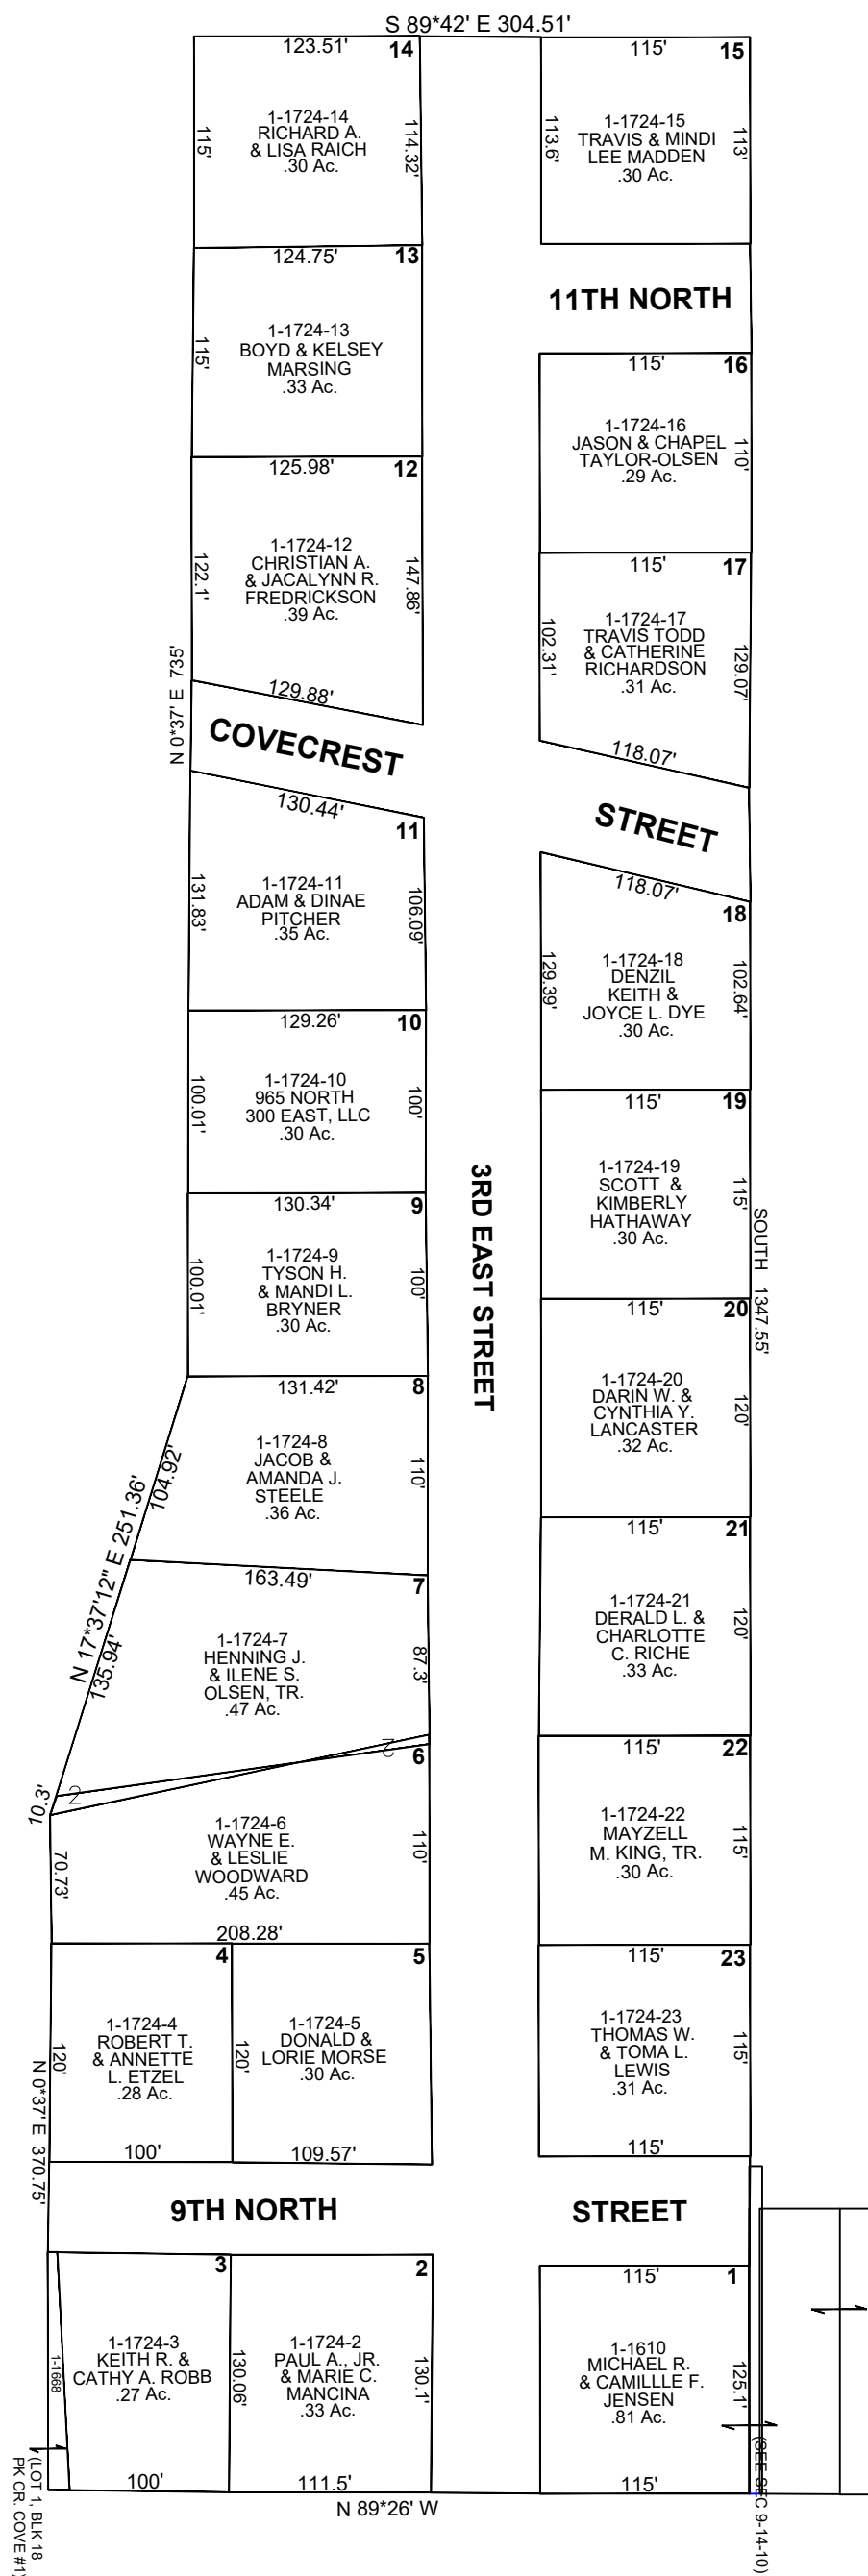 S 89*42' E 304.51'
123.51'
14
115'
1-1724-14
RICHARD A.
& LISA RAICH
.30 Ac.
114.32'
115'
15
113.6'
1-1724-15
TRAVIS & MINDI
LEE MADDEN
.30 Ac.
113'
124.75'
13
115'
1-1724-13
BOYD & KELSEY
MARSING
.33 Ac.
11TH NORTH
115'
16
1-1724-16
JASON & CHAPEL
TAYLOR-OLSEN
.29 Ac.
110'
125.98'
12
122.1'
1-1724-12
CHRISTIAN A.
& JACALYNN R.
FREDRICKSON
.39 Ac.
147.86'
129.88'
115'
17
102.31'
1-1724-17
TRAVIS TODD
& CATHERINE
RICHARDSON
.31 Ac.
129.07'
118.07'
N 0*37' E 735'
COVECREST
STREET
130.44'
11
131.83'
1-1724-11
ADAM & DINAE
PITCHER
.35 Ac.
106.09'
118.07'
18
129.39'
1-1724-18
DENZIL
KEITH &
JOYCE L. DYE
.30 Ac.
102.64'
129.26'
10
100.01'
1-1724-10
965 NORTH
300 EAST, LLC
.30 Ac.
100'
115'
19
1-1724-19
SCOTT &
KIMBERLY
HATHAWAY
.30 Ac.
115'
3RD EAST STREET
SOUTH 1347.55'
130.34'
9
100.01'
1-1724-9
TYSON H.
& MANDI L.
BRYNER
.30 Ac.
100'
115'
20
1-1724-20
DARIN W. &
CYNTHIA Y.
LANCASTER
.32 Ac.
120'
131.42'
8
104.92'
1-1724-8
JACOB &
AMANDA J.
STEELE
.36 Ac.
110'
N 17*37'12" E 251.36'
115'
21
1-1724-21
DERALD L. &
CHARLOTTE
C. RICHE
.33 Ac.
120'
163.49'
7
135.94'
1-1724-7
HENNING J.
& ILENE S.
OLSEN, TR.
.47 Ac.
87.3'
2
2
10.3'
6
70.73'
1-1724-6
WAYNE E.
& LESLIE
WOODWARD
.45 Ac.
110'
208.28'
115'
22
1-1724-22
MAYZELL
M. KING, TR.
.30 Ac.
115'
4
120'
1-1724-4
ROBERT T.
& ANNETTE
L. ETZEL
.28 Ac.
100'
5
120'
1-1724-5
DONALD &
LORIE MORSE
.30 Ac.
109.57'
115'
23
1-1724-23
THOMAS W.
& TOMA L.
LEWIS
.31 Ac.
115'
115'
N 0*37' E 370.75'
9TH NORTH
STREET
3
1-1668
1-1724-3
KEITH R. &
CATHY A. ROBB
.27 Ac.
130.06'
100'
2
1-1724-2
PAUL A., JR.
& MARIE C.
MANCINA
.33 Ac.
130.1'
111.5'
115'
1
1-1610
MICHAEL R.
& CAMILLLE F.
JENSEN
.81 Ac.
125.1'
115'
N 89*26' W
(LOT 1, BLK 18
PK CR. COVE #1)
(SEE SEC 9-14-10)